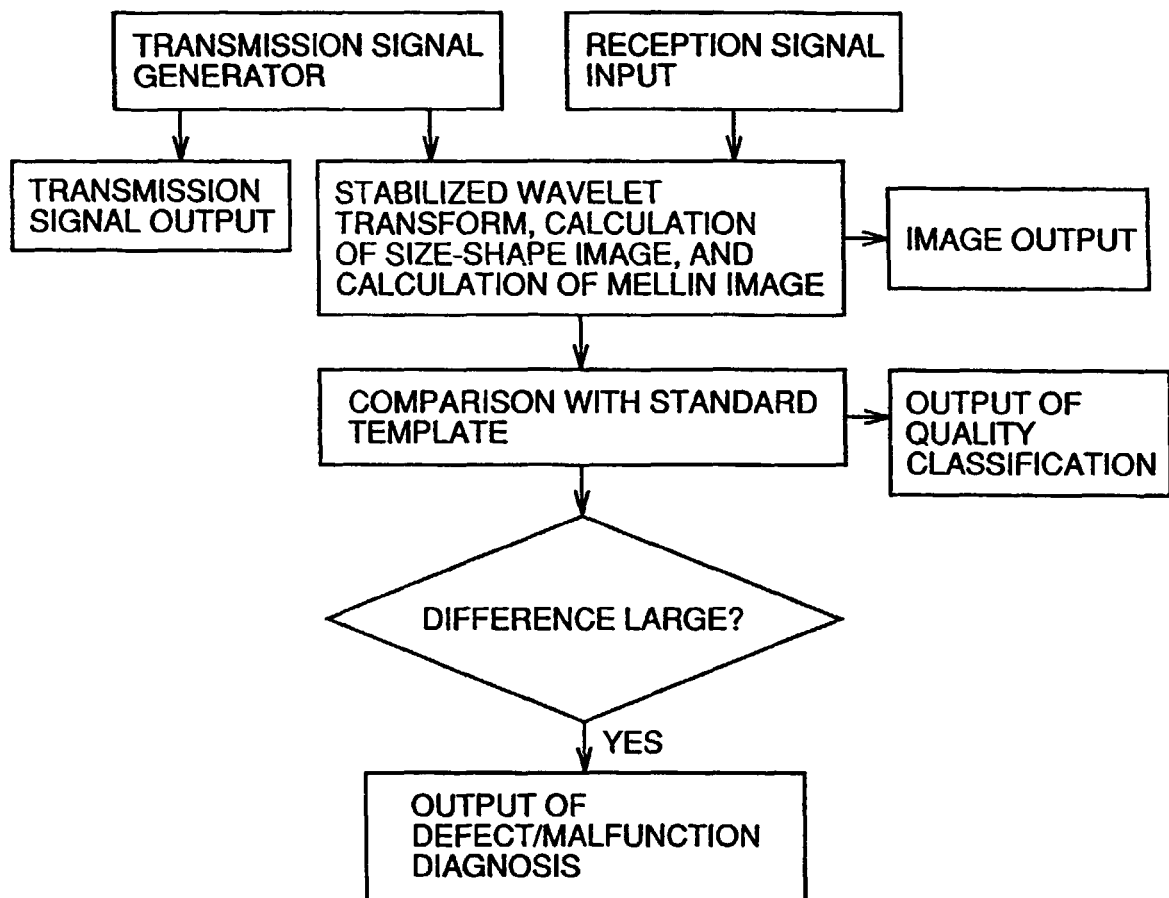 TRANSMISSION SIGNAL
GENERATOR
RECEPTION SIGNAL
INPUT
TRANSMISSION
SIGNAL OUTPUT
STABILIZED WAVELET
TRANSFORM, CALCULATION
OF SIZE-SHAPE IMAGE, AND
CALCULATION OF MELLIN IMAGE
IMAGE OUTPUT
COMPARISON WITH STANDARD
TEMPLATE
OUTPUT OF
QUALITY
CLASSIFICATION
DIFFERENCE LARGE?
YES
OUTPUT OF
DEFECT/MALFUNCTION
DIAGNOSIS